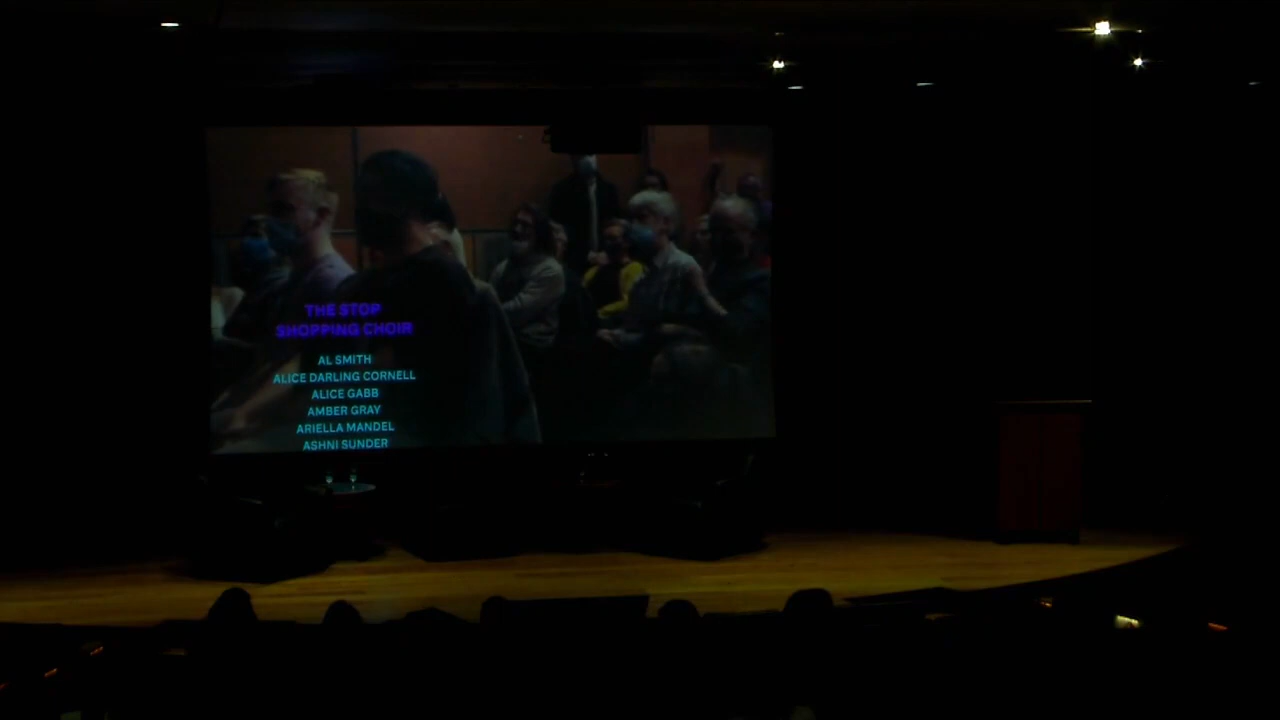 THE STOP
SHOPPING CHOIR
AL SMITH
ALICE DARLING CORNELL
ALICE GABB
AMBER GRAY
ARIELLA MANDEL
ASHNI SUNDER